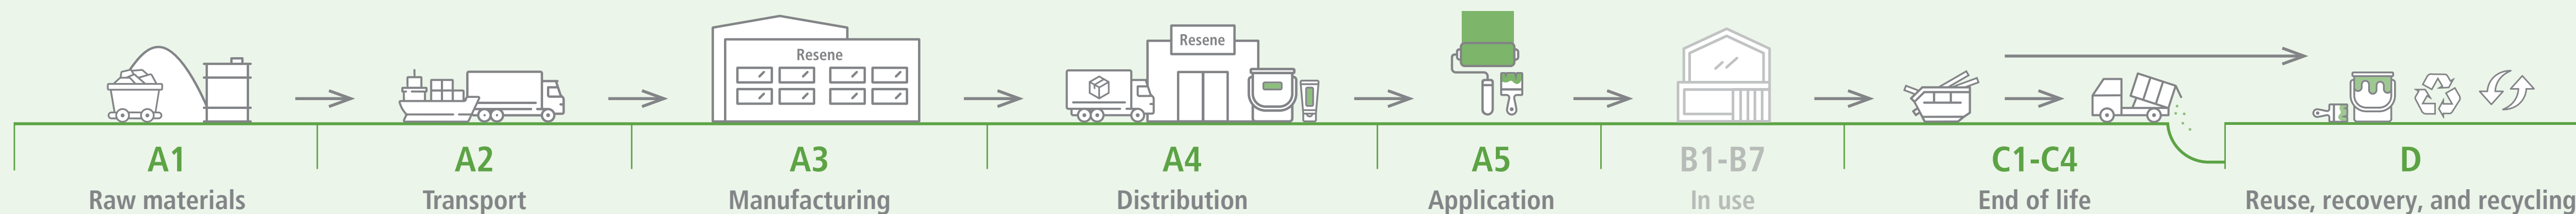 Resene
Resene
A1
A2
A3
A4
A5
B1-B7
C1-C4
D
Raw materials
Transport
Manufacturing
Distribution
Application
In use
End of life
Reuse, recovery, and recycling